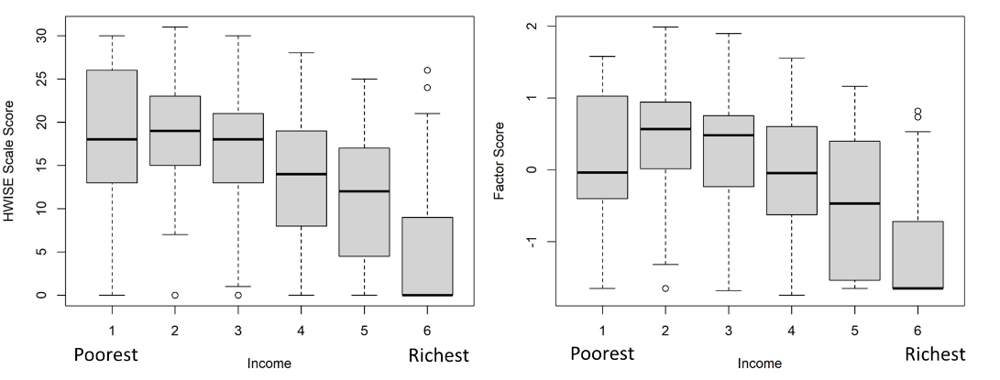 HWISE Scale Score
30
25
20
15
10
5
0
1 2 3 4 5 6
Poorest Income Richest
Factor Score
2
1
0
-1
1 2 3 4 5 6
Poorest Income Richest